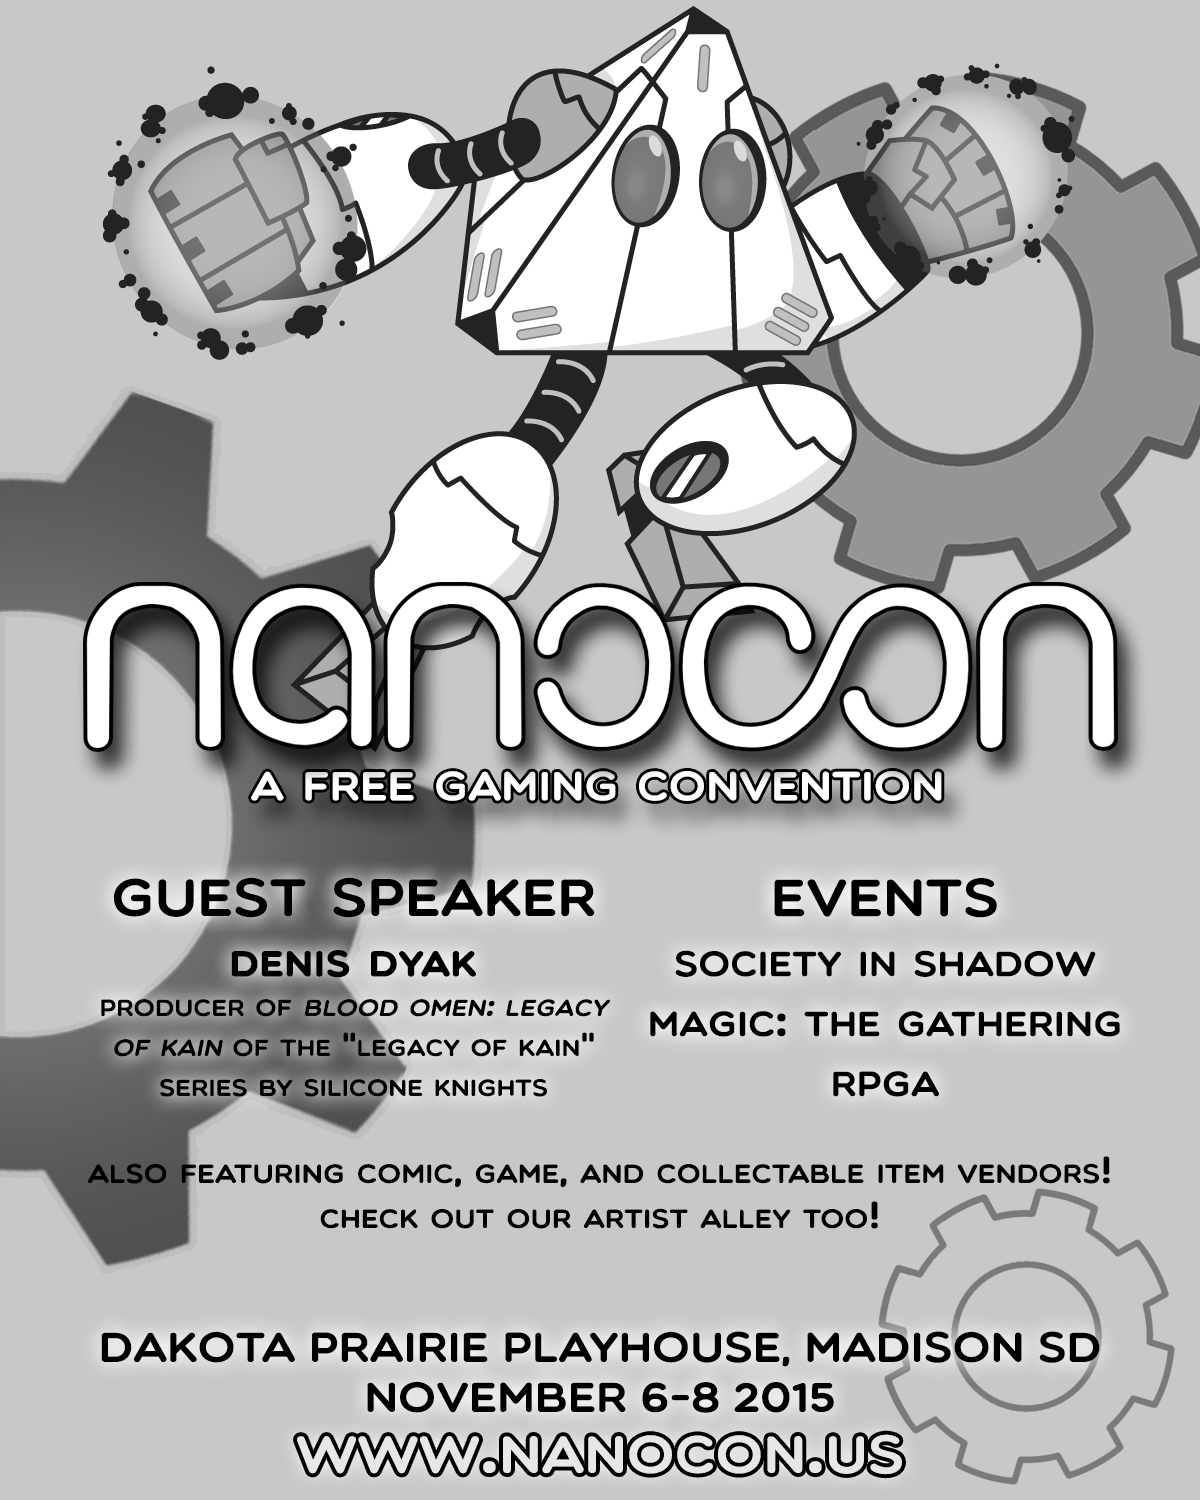 nanocon
A FREE GAMING CONVENTION
GUEST SPEAKER
DENIS DYAK
PRODUCER OF BLOOD OMEN: LEGACY
OF KAIN OF THE "LEGACY OF KAIN"
SERIES BY SILICONE KNIGHTS
EVENTS
SOCIETY IN SHADOW
MAGIC: THE GATHERING
RPGA
ALSO FEATURING COMIC, GAME, AND COLLECTABLE ITEM VENDORS!
CHECK OUT OUR ARTIST ALLEY TOO!
DAKOTA PRAIRIE PLAYHOUSE, MADISON SD
NOVEMBER 6-8 2015
WWW.NANOCON.US